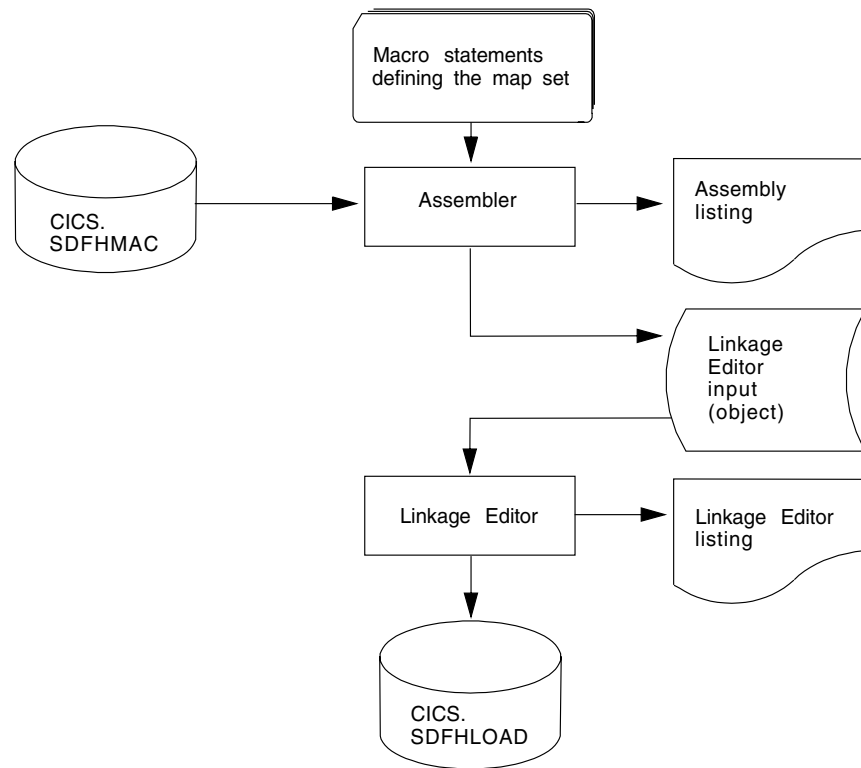 Macro statements
defining the map set
Assembler
Assembly
listing
CICS.
SDFHMAC
Linkage
Editor
input
(object)
Linkage Editor
Linkage Editor
listing
CICS.
SDFHLOAD